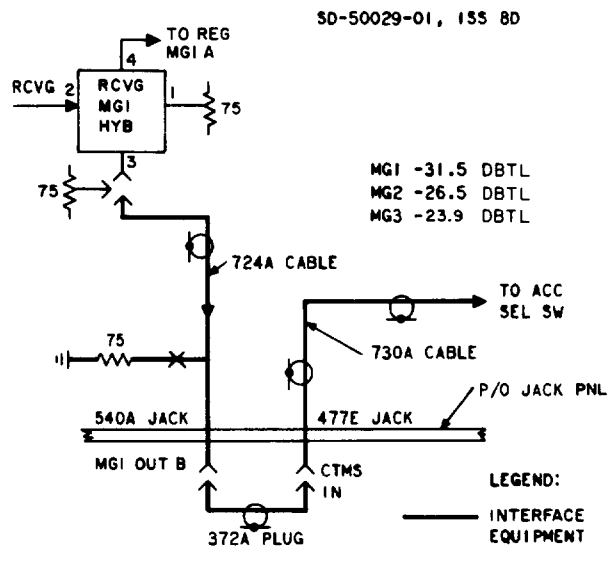 SD-50029-01, ISS 8D
TO REG
MG1 A
4
RCVG 2
RCVG
MG1
HYB
1
75
3
75
MG1 -31.5 DBTL
MG2 -26.5 DBTL
MG3 -23.9 DBTL
724A CABLE
TO ACC
SEL SW
75
730A CABLE
P/O JACK PNL
540A JACK
477E JACK
MG1 OUT B
CTMS
IN
LEGEND:
372A PLUG
INTERFACE
EQUIPMENT